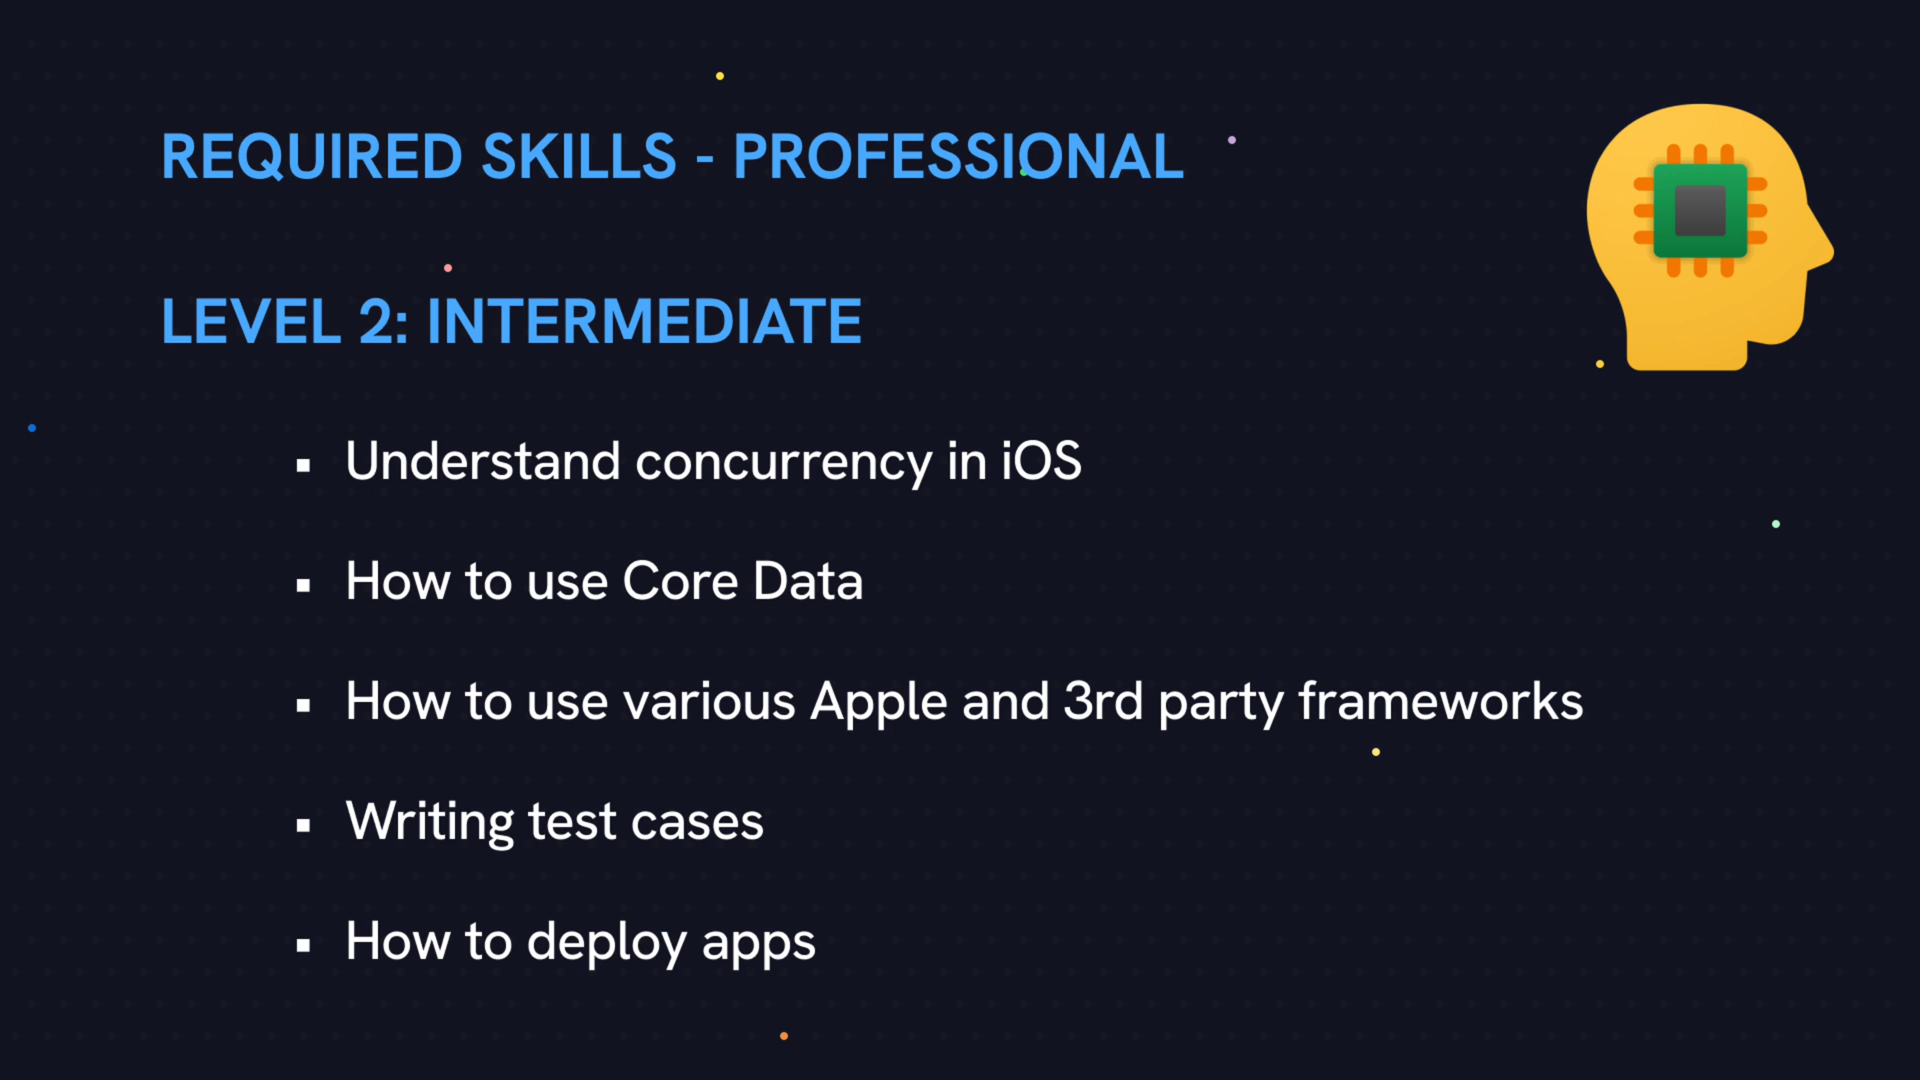 REQUIRED SKILLS - PROFESSIONAL
LEVEL 2: INTERMEDIATE
▪ Understand concurrency in iOS
▪ How to use Core Data
▪ How to use various Apple and 3rd party frameworks
▪ Writing test cases
▪ How to deploy apps